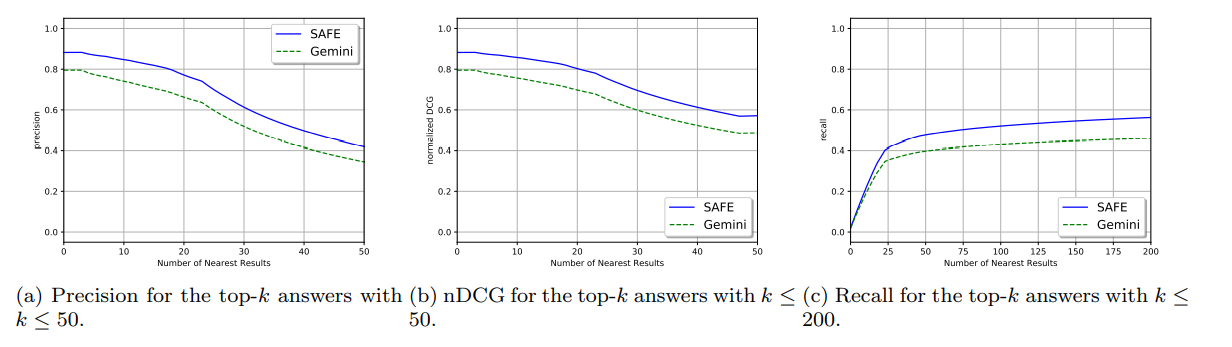 1.0
0.8
0.6
0.4
0.2
0.0
precision
SAFE
Gemini
0 10 20 30 40 50
Number of Nearest Results
1.0
0.8
0.6
0.4
0.2
0.0
normalized DCG
SAFE
Gemini
0 10 20 30 40 50
Number of Nearest Results
1.0
0.8
0.6
0.4
0.2
0.0
recall
SAFE
Gemini
0 25 50 75 100 125 150 175 200
Number of Nearest Results
(a) Precision for the top-k answers with
k ≤ 50.
(b) nDCG for the top-k answers with k ≤
50.
(c) Recall for the top-k answers with k ≤
200.